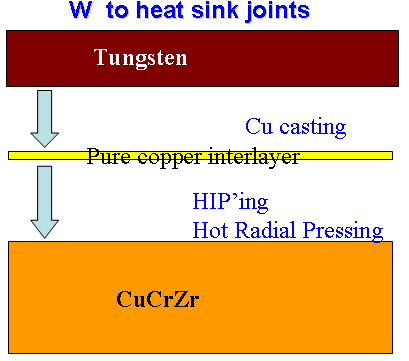 W to heat sink joints
Tungsten
Cu casting
Pure copper interlayer
HIP'ing
Hot Radial Pressing
CuCrZr